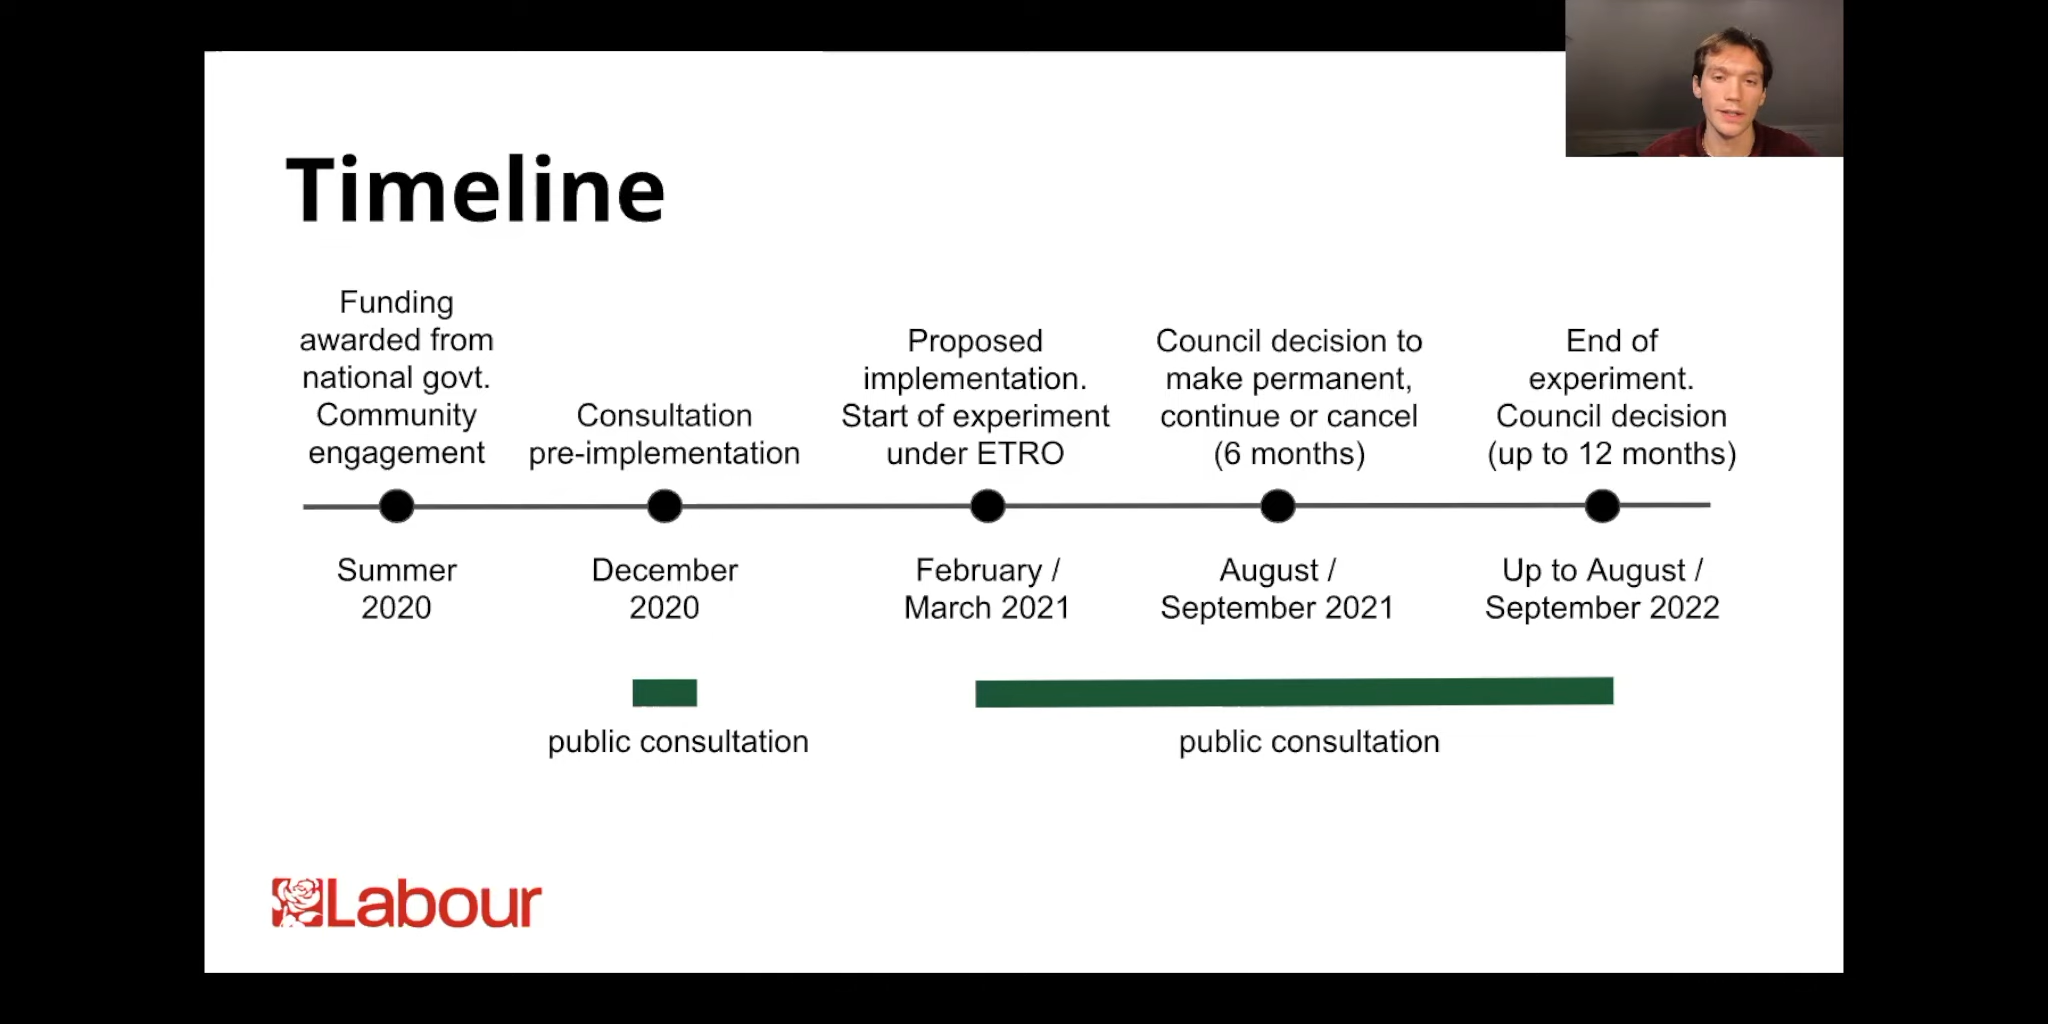 Timeline
Funding
awarded from
national govt.
Community
engagement
Consultation
pre-implementation
Proposed
implementation.
Start of experiment
under ETRO
Council decision to
make permanent,
continue or cancel
(6 months)
End of
experiment.
Council decision
(up to 12 months)
Summer
2020
December
2020
February /
March 2021
August /
September 2021
Up to August /
September 2022
public consultation
public consultation
Labour